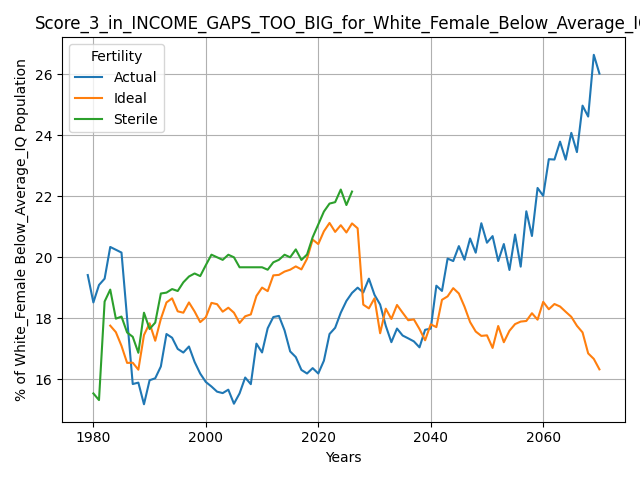 Score_3_in_INCOME_GAPS_TOO_BIG_for_White_Female_Below_Average_IQ
% of White_Female Below_Average_IQ Population
Fertility
Actual
Ideal
Sterile
26
24
22
20
18
16
1980
2000
2020
2040
2060
Years